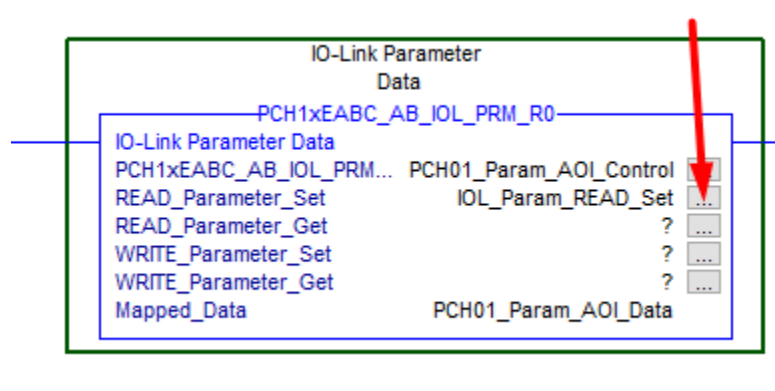 IO-Link Parameter
Data
PCH1xEABC_AB_IOL_PRM_R0
IO-Link Parameter Data
PCH1xEABC_AB_IOL_PRM... PCH01_Param_AOI_Control ...
READ_Parameter_Set IOL_Param_READ_Set ...
READ_Parameter_Get ? ...
WRITE_Parameter_Set ? ...
WRITE_Parameter_Get ? ...
Mapped_Data PCH01_Param_AOI_Data